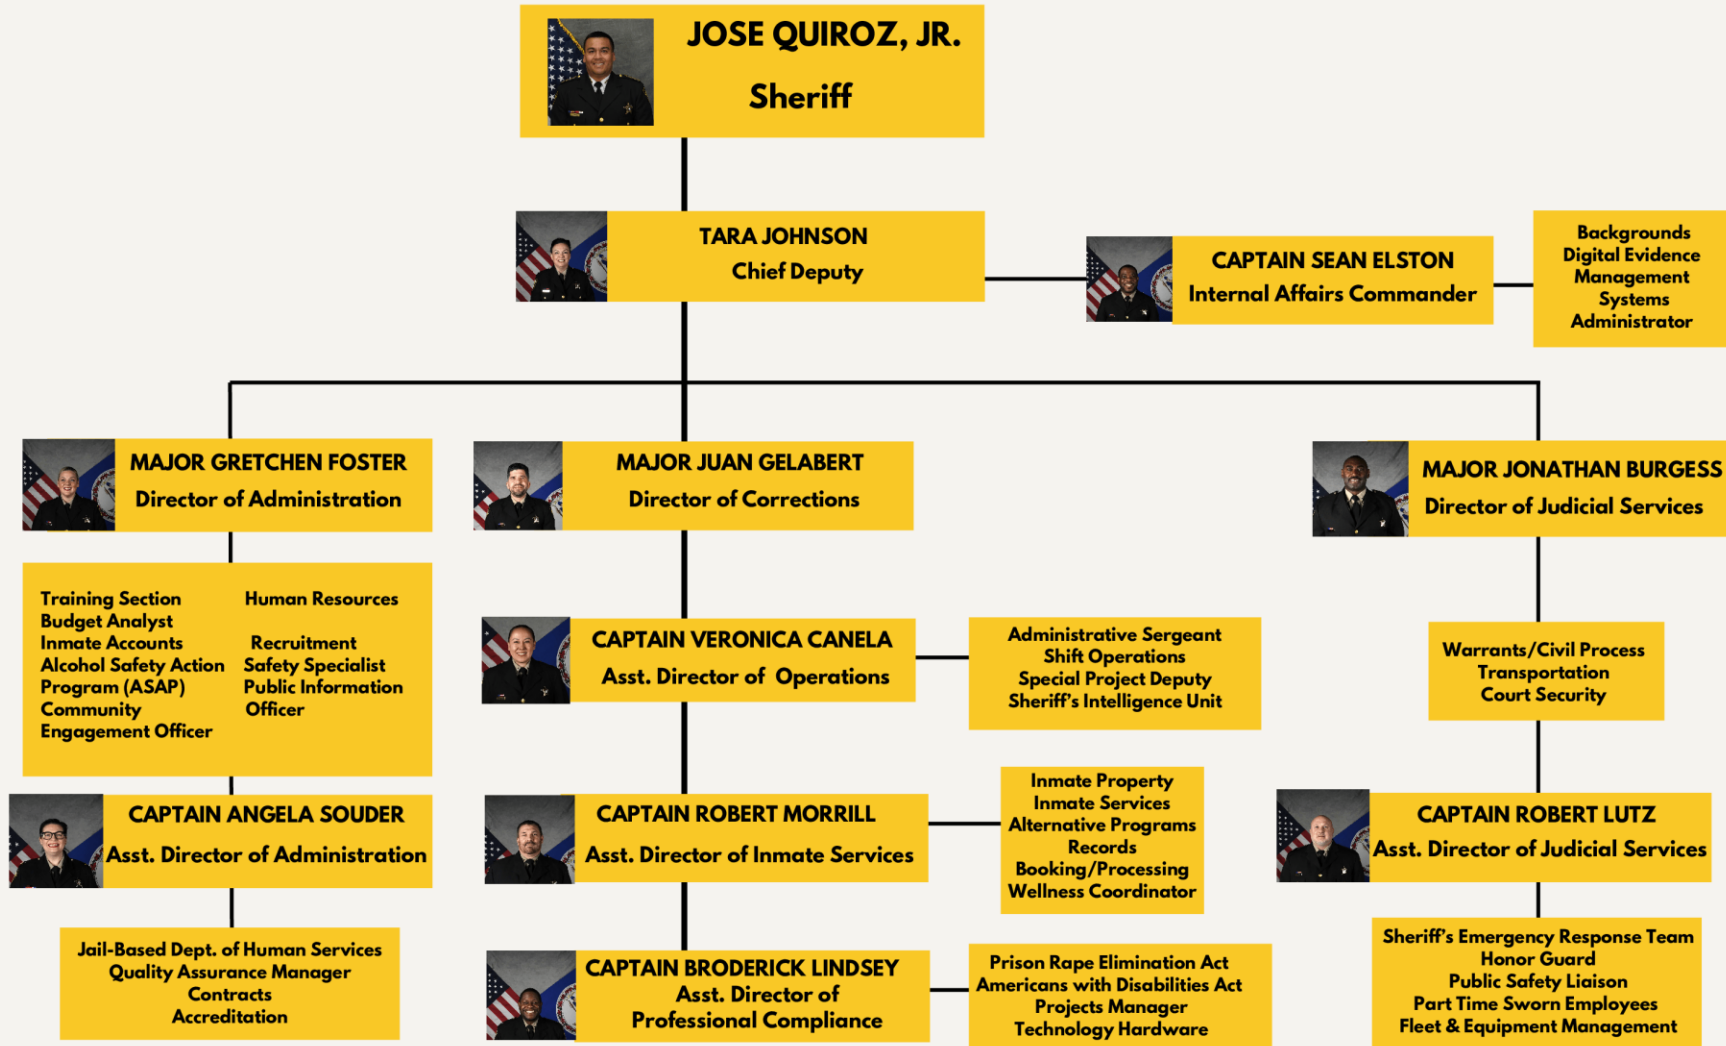 JOSE QUIROZ, JR.
Sheriff
TARA JOHNSON
Chief Deputy
CAPTAIN SEAN ELSTON
Internal Affairs Commander
Backgrounds
Digital Evidence
Management
Systems
Administrator
MAJOR GRETCHEN FOSTER
Director of Administration
Training Section
Budget Analyst
Inmate Accounts
Alcohol Safety Action
Program (ASAP)
Community
Engagement Officer
Human Resources
Recruitment
Safety Specialist
Public Information
Officer
CAPTAIN ANGELA SOUDER
Asst. Director of Administration
Jail-Based Dept. of Human Services
Quality Assurance Manager
Contracts
Accreditation
MAJOR JUAN GELABERT
Director of Corrections
CAPTAIN VERONICA CANELA
Asst. Director of Operations
Administrative Sergeant
Shift Operations
Special Project Deputy
Sheriff's Intelligence Unit
CAPTAIN ROBERT MORRILL
Asst. Director of Inmate Services
Inmate Property
Inmate Services
Alternative Programs
Records
Booking/Processing
Wellness Coordinator
CAPTAIN BRODERICK LINDSEY
Asst. Director of
Professional Compliance
Prison Rape Elimination Act
Americans with Disabilities Act
Projects Manager
Technology Hardware
MAJOR JONATHAN BURGESS
Director of Judicial Services
Warrants/Civil Process
Transportation
Court Security
CAPTAIN ROBERT LUTZ
Asst. Director of Judicial Services
Sheriff's Emergency Response Team
Honor Guard
Public Safety Liaison
Part Time Sworn Employees
Fleet & Equipment Management